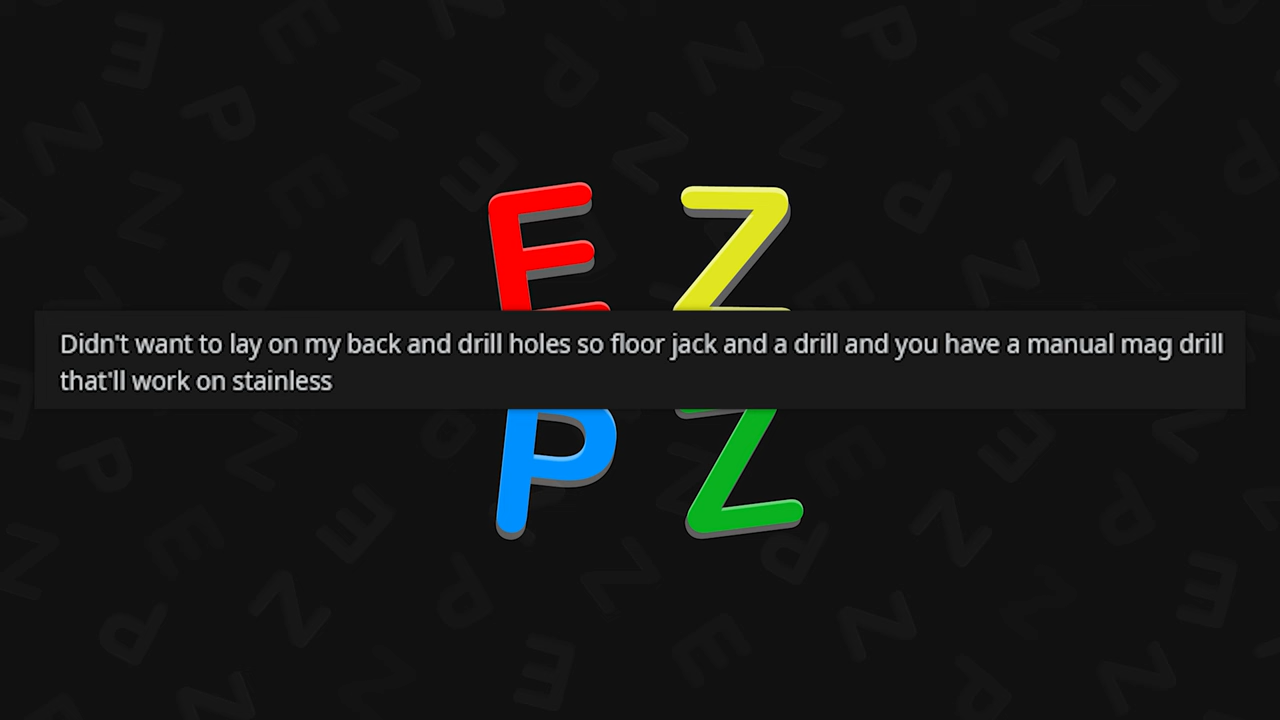 E Z
Didn't want to lay on my back and drill holes so floor jack and a drill and you have a manual mag drill
that'll work on stainless
P Z